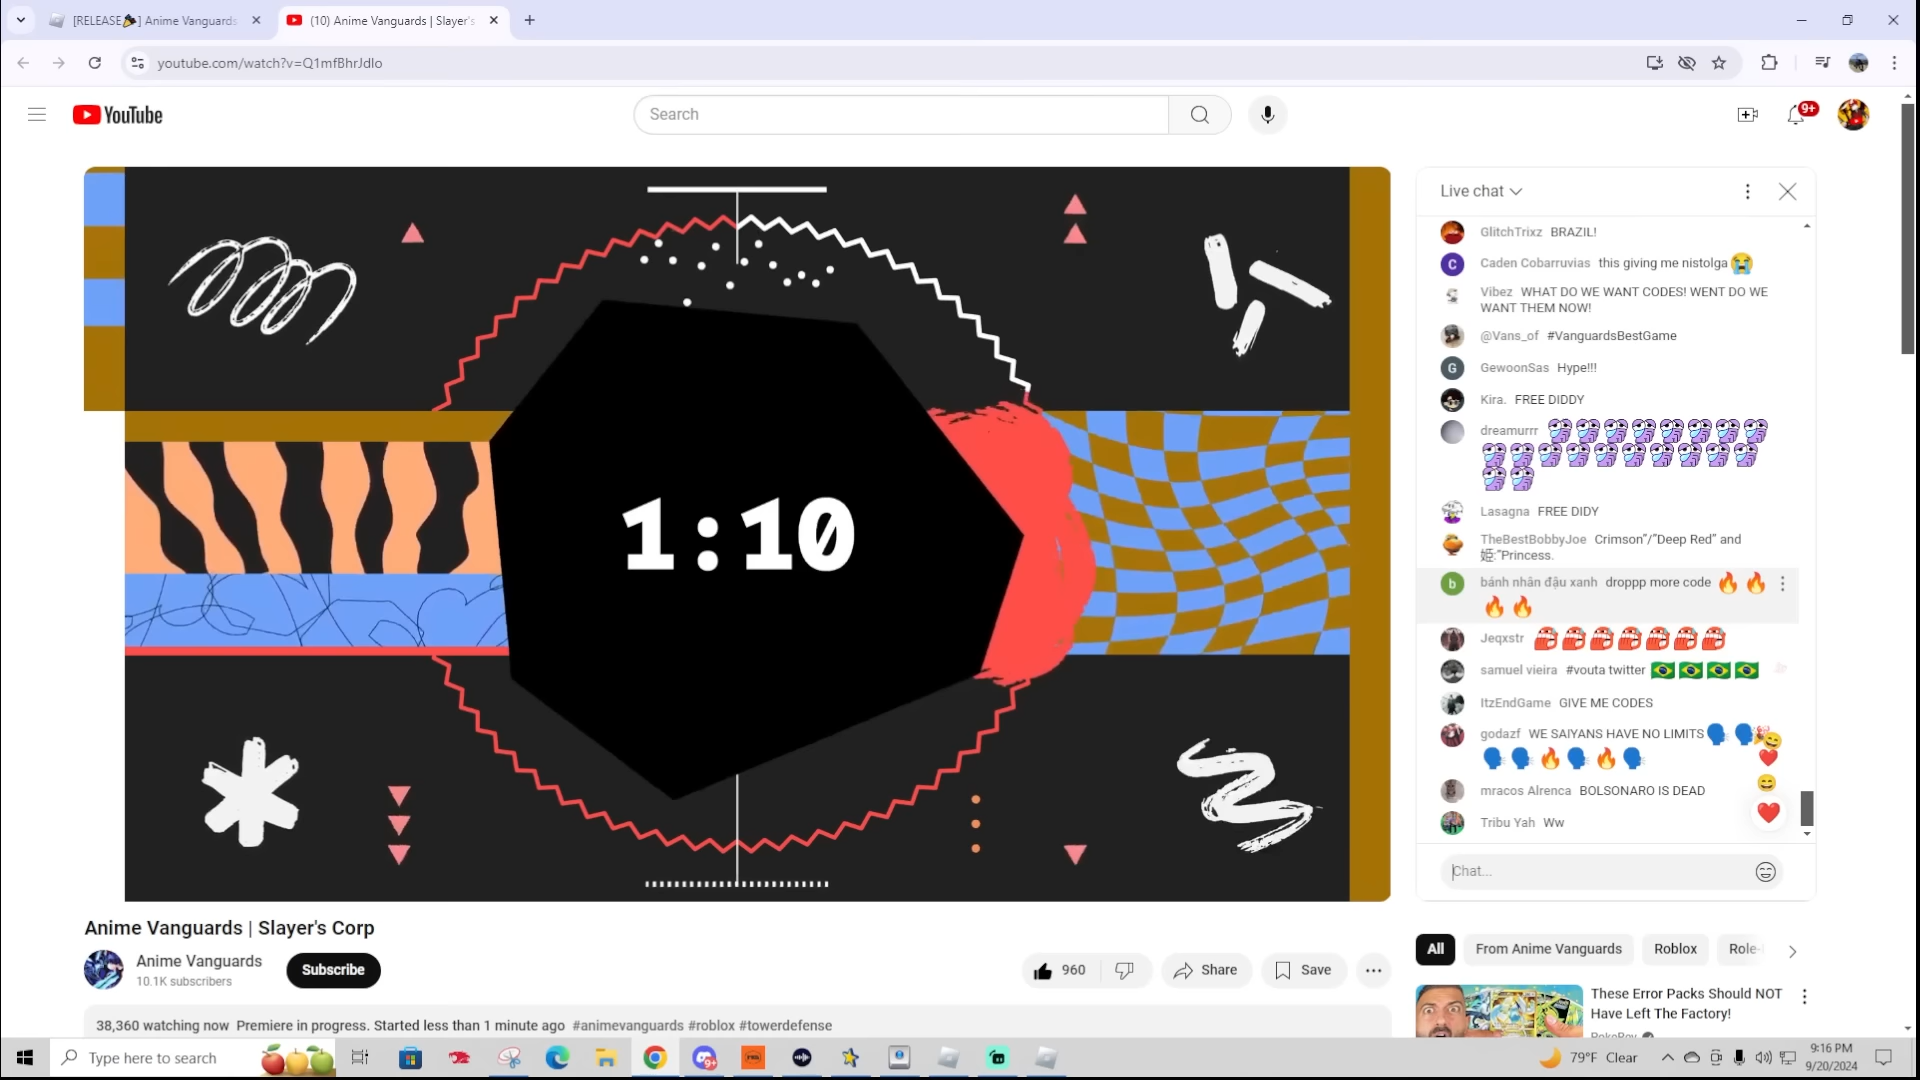 [RELEASE🎉] Anime Vanguards
(10) Anime Vanguards | Slayer's
youtube.com/watch?v=Q1mfBhrJdlo
YouTube
Search
9+
1:10
Live chat
GlitchTrixz BRAZIL!
Caden Cobarruvias this giving me nistolga 😭
Vibez WHAT DO WE WANT CODES! WENT DO WE
WANT THEM NOW!
@Vans_of #VanguardsBestGame
G GewoonSas Hype!!!
Kira. FREE DIDDY
dreamurrr
Lasagna FREE DIDY
TheBestBobbyJoe Crimson”/“Deep Red” and
姫:”Princess.
b bánh nhân đậu xanh droppp more code 🔥 🔥
🔥 🔥
Jeqxstr
samuel vieira #vouta twitter 🇧🇷 🇧🇷 🇧🇷 🇧🇷
ItzEndGame GIVE ME CODES
godazf WE SAIYANS HAVE NO LIMITS 🗣️ 🗣️
🗣️ 🗣️ 🔥 🗣️ 🔥 🗣️
mracos Alrenca BOLSONARO IS DEAD
Tribu Yah Ww
Chat...
Anime Vanguards | Slayer's Corp
Anime Vanguards
10.1K subscribers
Subscribe
960
Share
Save
38,360 watching now Premiere in progress. Started less than 1 minute ago #animevanguards #roblox #towerdefense
All
From Anime Vanguards
Roblox
Role-
These Error Packs Should NOT
Have Left The Factory!
PokeRev
Type here to search
79°F Clear
9:16 PM
9/20/2024